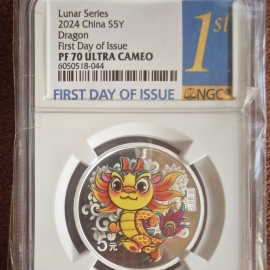 Lunar Series
2024 China S5Y
Dragon
First Day of Issue
PF 70 ULTRA CAMEO
6050518-044
1st
FIRST DAY OF ISSUE
NGC
5元